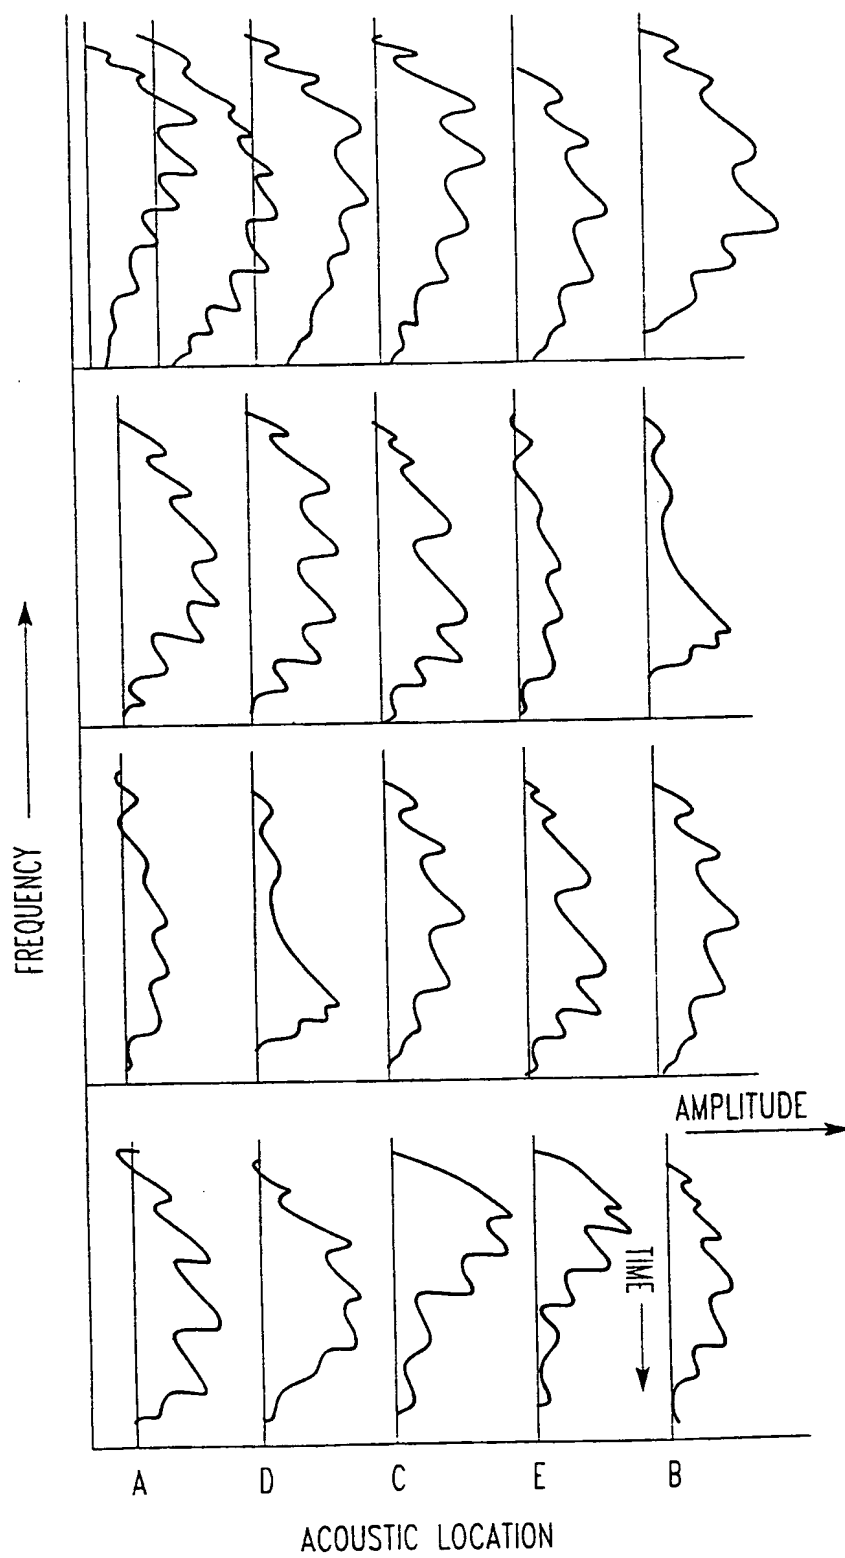 FREQUENCY
AMPLITUDE
TIME
A D C E B
ACOUSTIC LOCATION